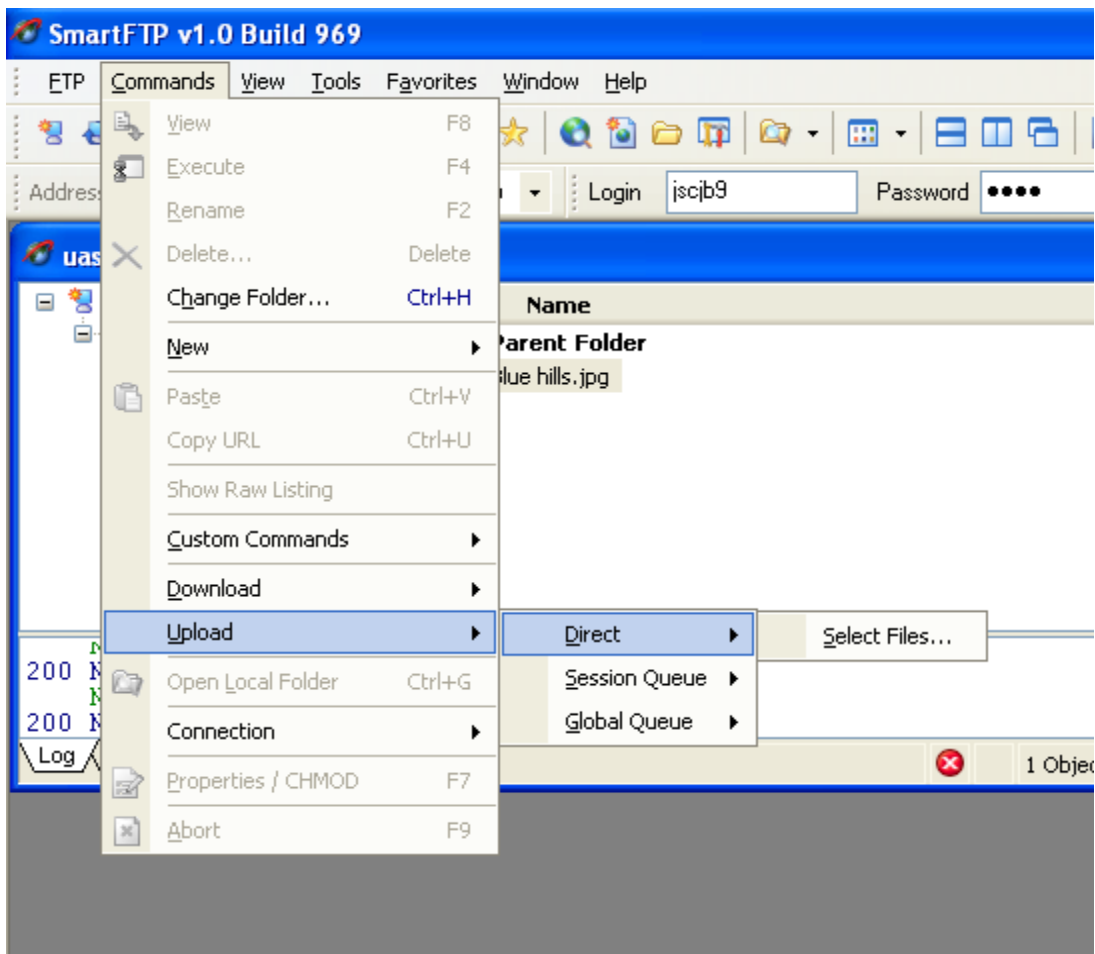 SmartFTP v1.0 Build 969
FTP Commands View Tools Favorites Window Help
View F8
Execute F4
Address Login jscjb9 Password ●●●●
Rename F2
uas
Delete... Delete
Change Folder... Ctrl+H
Name
New
Parent Folder
Blue hills.jpg
Paste Ctrl+V
Copy URL Ctrl+U
Show Raw Listing
Custom Commands
Download
Upload Direct Select Files...
200
Open Local Folder Ctrl+G Session Queue
200
Connection Global Queue
Log
1 Objec
Properties / CHMOD F7
Abort F9